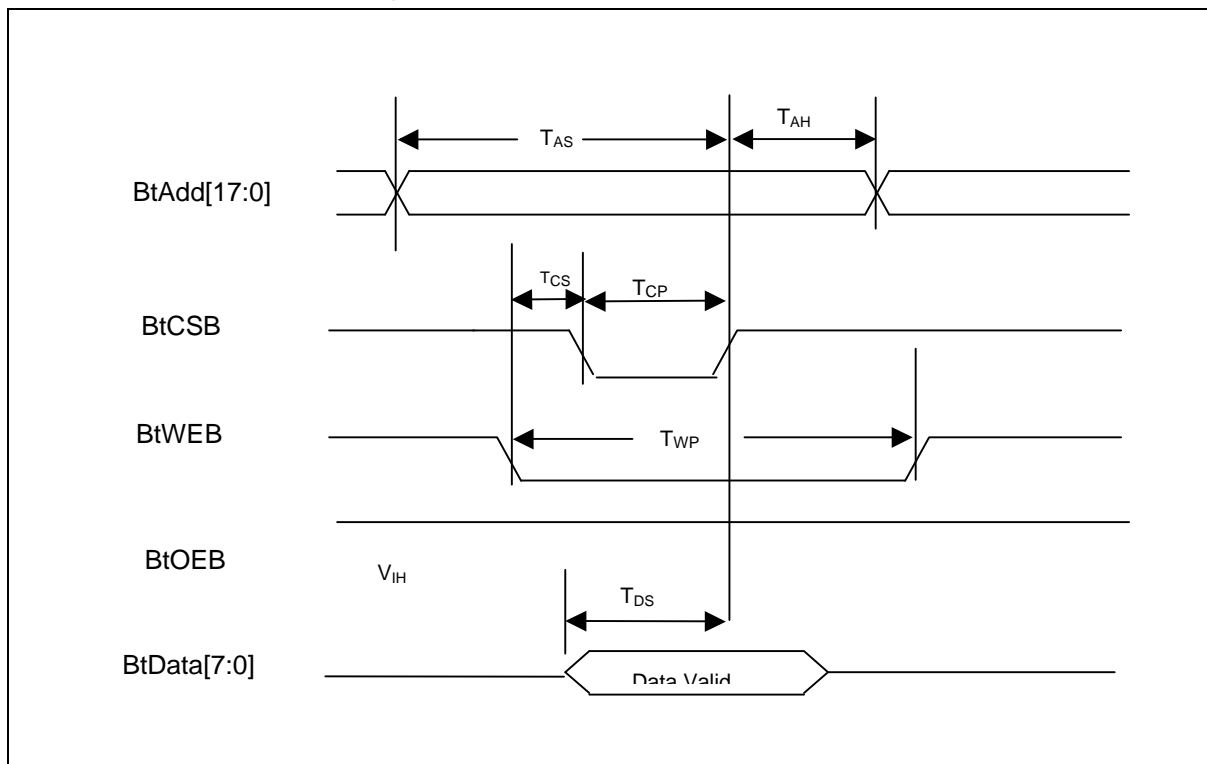 TAS
TAH
BtAdd[17:0]
TCS
TCP
BtCSB
BtWEB
TWP
BtOEB
VIH
TDS
BtData[7:0]
Data Valid